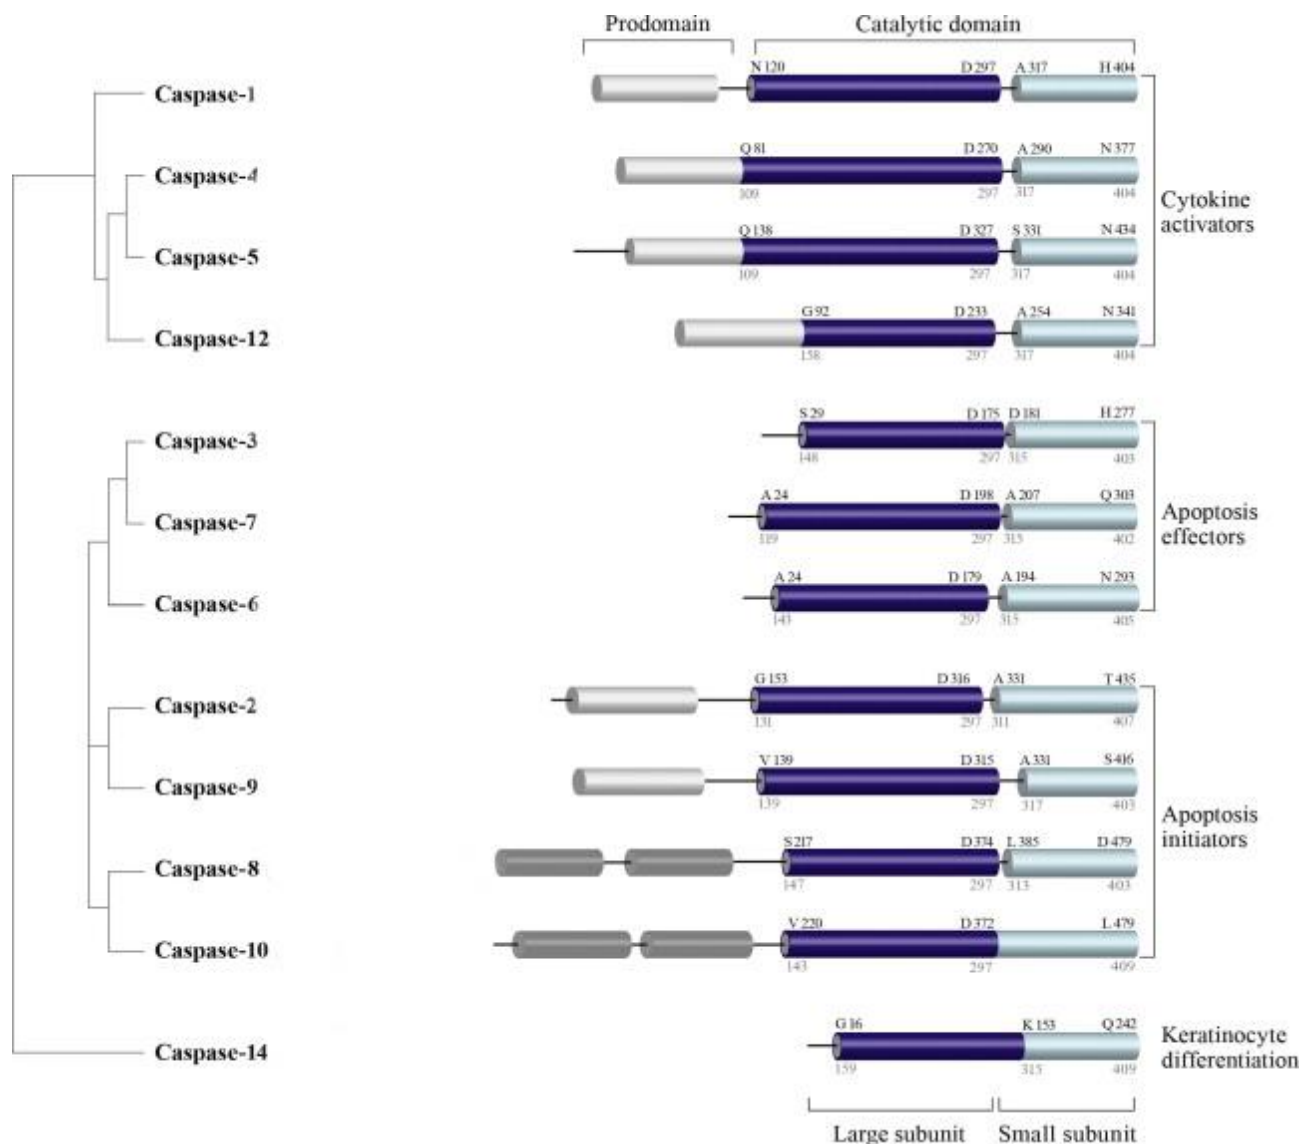 Prodomain Catalytic domain
N 120 D 297 A 317 H 404
Caspase-1
Q 81 D 270 A 290 N 377
Caspase-4
109 297 317 404
Cytokine
activators
Q 138 D 327 S 331 N 434
Caspase-5
109 297 317 404
G 92 D 233 A 254 N 341
Caspase-12
158 297 317 404
S 29 D 175 D 181 H 277
Caspase-3
148 297 315 403
A 24 D 198 A 207 Q 303
Caspase-7
119 297 313 402
Apoptosis
effectors
A 24 D 179 A 194 N 293
Caspase-6
143 297 315 405
G 153 D 316 A 331 T 435
Caspase-2
131 297 311 407
V 139 D 315 A 331 S 416
Caspase-9
139 297 317 403
Apoptosis
initiators
S 217 D 374 L 385 D 479
Caspase-8
147 297 313 403
V 220 D 372 L 479
Caspase-10
143 297 409
G 16 K 153 Q 242
Caspase-14
159 315 409
Keratinocyte
differentiation
Large subunit Small subunit